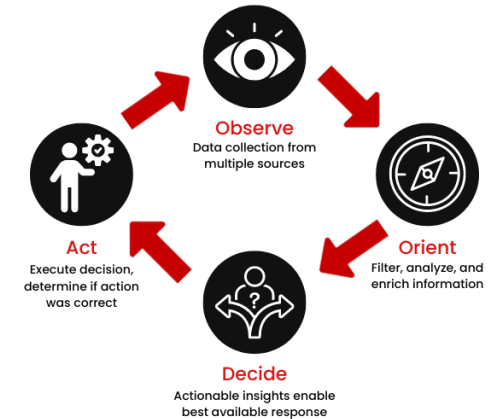 Observe
Data collection from
multiple sources
Orient
Filter, analyze, and
enrich information
Decide
?
Actionable insights enable
best available response
Act
Execute decision,
determine if action
was correct